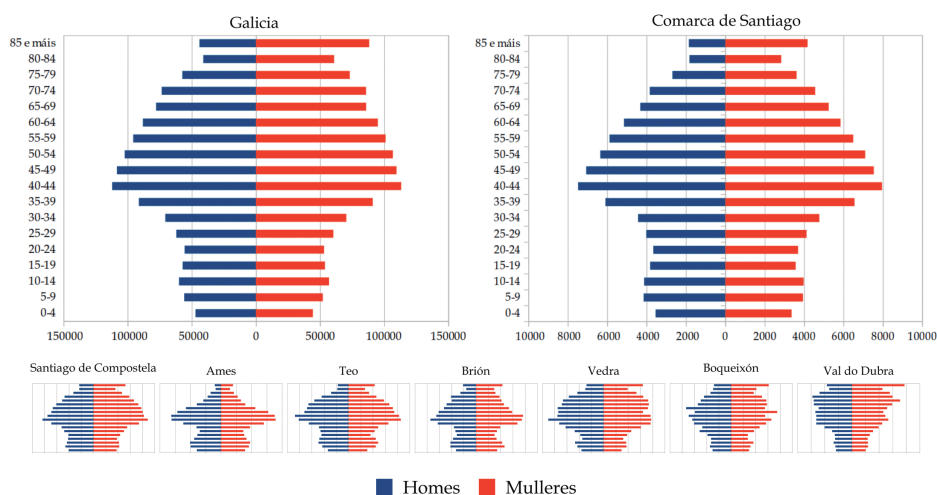 Galicia
Comarca de Santiago
85 e máis
80-84
75-79
70-74
65-69
60-64
55-59
50-54
45-49
40-44
35-39
30-34
25-29
20-24
15-19
10-14
5-9
0-4
150000 100000 50000 0 50000 100000 150000
85 e máis
80-84
75-79
70-74
65-69
60-64
55-59
50-54
45-49
40-44
35-39
30-34
25-29
20-24
15-19
10-14
5-9
0-4
10000 8000 6000 4000 2000 0 2000 4000 6000 8000 10000
Santiago de Compostela
Ames
Teo
Brión
Vedra
Boqueixón
Val do Dubra
Homes Mulleres